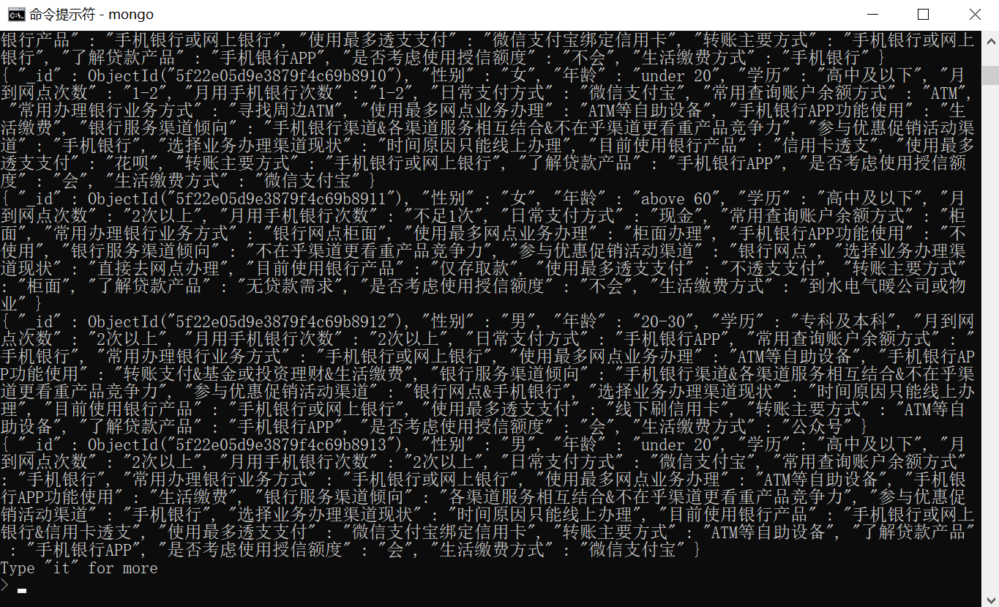 命令提示符 - mongo
银行产品" : "手机银行或网上银行", "使用最多透支支付" : "微信支付宝绑定信用卡", "转账主要方式" : "手机银行或网上
银行", "了解贷款产品" : "手机银行APP", "是否考虑使用授信额度" : "不会", "生活缴费方式" : "手机银行" }
{ "_id" : ObjectId("5f22e05d9e3879f4c69b8910"), "性别" : "女", "年龄" : "under 20", "学历" : "高中及以下", "月
到网点次数" : "1-2", "月用手机银行次数" : "1-2", "日常支付方式" : "微信支付宝", "常用查询账户余额方式" : "ATM",
 "常用办理银行业务方式" : "寻找周边ATM", "使用最多网点业务办理" : "ATM等自助设备", "手机银行APP功能使用" : "生
活缴费", "银行服务渠道倾向" : "手机银行渠道&各渠道服务相互结合&不在乎渠道更看重产品竞争力", "参与优惠促销活动渠
道" : "手机银行", "选择业务办理渠道现状" : "时间原因只能线上办理", "目前使用银行产品" : "信用卡透支", "使用最多
透支支付" : "花呗", "转账主要方式" : "手机银行或网上银行", "了解贷款产品" : "手机银行APP", "是否考虑使用授信额
度" : "会", "生活缴费方式" : "微信支付宝" }
{ "_id" : ObjectId("5f22e05d9e3879f4c69b8911"), "性别" : "女", "年龄" : "above 60", "学历" : "高中及以下", "月
到网点次数" : "2次以上", "月用手机银行次数" : "不足1次", "日常支付方式" : "现金", "常用查询账户余额方式" : "柜
面", "常用办理银行业务方式" : "银行网点柜面", "使用最多网点业务办理" : "柜面办理", "手机银行APP功能使用" : "不
使用", "银行服务渠道倾向" : "不在乎渠道更看重产品竞争力", "参与优惠促销活动渠道" : "银行网点", "选择业务办理渠
道现状" : "直接去网点办理", "目前使用银行产品" : "仅存取款", "使用最多透支支付" : "不透支支付", "转账主要方式"
: "柜面", "了解贷款产品" : "无贷款需求", "是否考虑使用授信额度" : "不会", "生活缴费方式" : "到水电气暖公司或物
业" }
{ "_id" : ObjectId("5f22e05d9e3879f4c69b8912"), "性别" : "男", "年龄" : "20-30", "学历" : "专科及本科", "月到网
点次数" : "2次以上", "月用手机银行次数" : "2次以上", "日常支付方式" : "手机银行APP", "常用查询账户余额方式" : "
手机银行", "常用办理银行业务方式" : "手机银行或网上银行", "使用最多网点业务办理" : "ATM等自助设备", "手机银行AP
P功能使用" : "转账支付&基金或投资理财&生活缴费", "银行服务渠道倾向" : "手机银行渠道&各渠道服务相互结合&不在乎渠
道更看重产品竞争力", "参与优惠促销活动渠道" : "银行网点&手机银行", "选择业务办理渠道现状" : "时间原因只能线上办
理", "目前使用银行产品" : "手机银行或网上银行", "使用最多透支支付" : "线下刷信用卡", "转账主要方式" : "ATM等自
助设备", "了解贷款产品" : "手机银行APP", "是否考虑使用授信额度" : "会", "生活缴费方式" : "公众号" }
{ "_id" : ObjectId("5f22e05d9e3879f4c69b8913"), "性别" : "男", "年龄" : "under 20", "学历" : "高中及以下", "月
到网点次数" : "2次以上", "月用手机银行次数" : "2次以上", "日常支付方式" : "微信支付宝", "常用查询账户余额方式"
: "手机银行", "常用办理银行业务方式" : "手机银行或网上银行", "使用最多网点业务办理" : "ATM等自助设备", "手机银
行APP功能使用" : "生活缴费", "银行服务渠道倾向" : "各渠道服务相互结合&不在乎渠道更看重产品竞争力", "参与优惠促
销活动渠道" : "手机银行", "选择业务办理渠道现状" : "时间原因只能线上办理", "目前使用银行产品" : "手机银行或网上
银行&信用卡透支", "使用最多透支支付" : "微信支付宝绑定信用卡", "转账主要方式" : "ATM等自助设备", "了解贷款产品"
 : "手机银行APP", "是否考虑使用授信额度" : "会", "生活缴费方式" : "微信支付宝" }
Type "it" for more
>